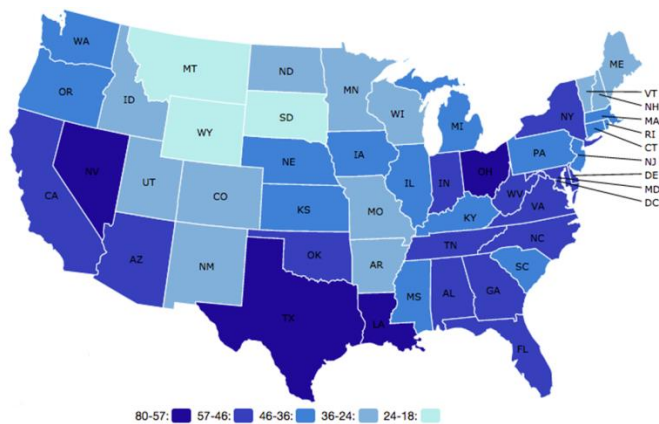 WA
MT
ND
ME
OR
MN
VT
ID
NH
WI
SD
NY
MA
WY
MI
RI
CT
PA
IA
NJ
NE
OH
DE
NV
IL
IN
MD
UT
WV
CO
VA
DC
CA
KS
MO
KY
NC
TN
OK
AZ
AR
SC
NM
MS
AL
GA
TX
LA
FL
80-57: 57-46: 46-36: 36-24: 24-18: